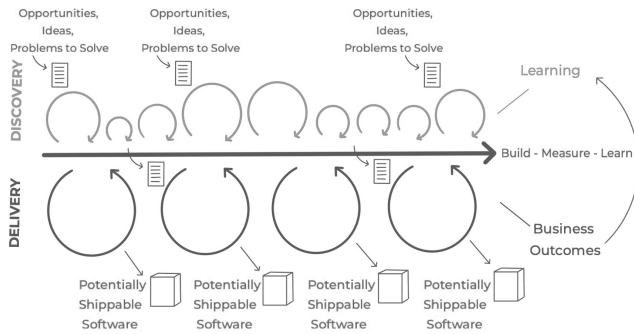 Opportunities,
Ideas,
Problems to Solve
Opportunities,
Ideas,
Problems to Solve
Opportunities,
Ideas,
Problems to Solve
DISCOVERY
Learning
Build - Measure - Learn
DELIVERY
Business
Outcomes
Potentially
Shippable
Software
Potentially
Shippable
Software
Potentially
Shippable
Software
Potentially
Shippable
Software